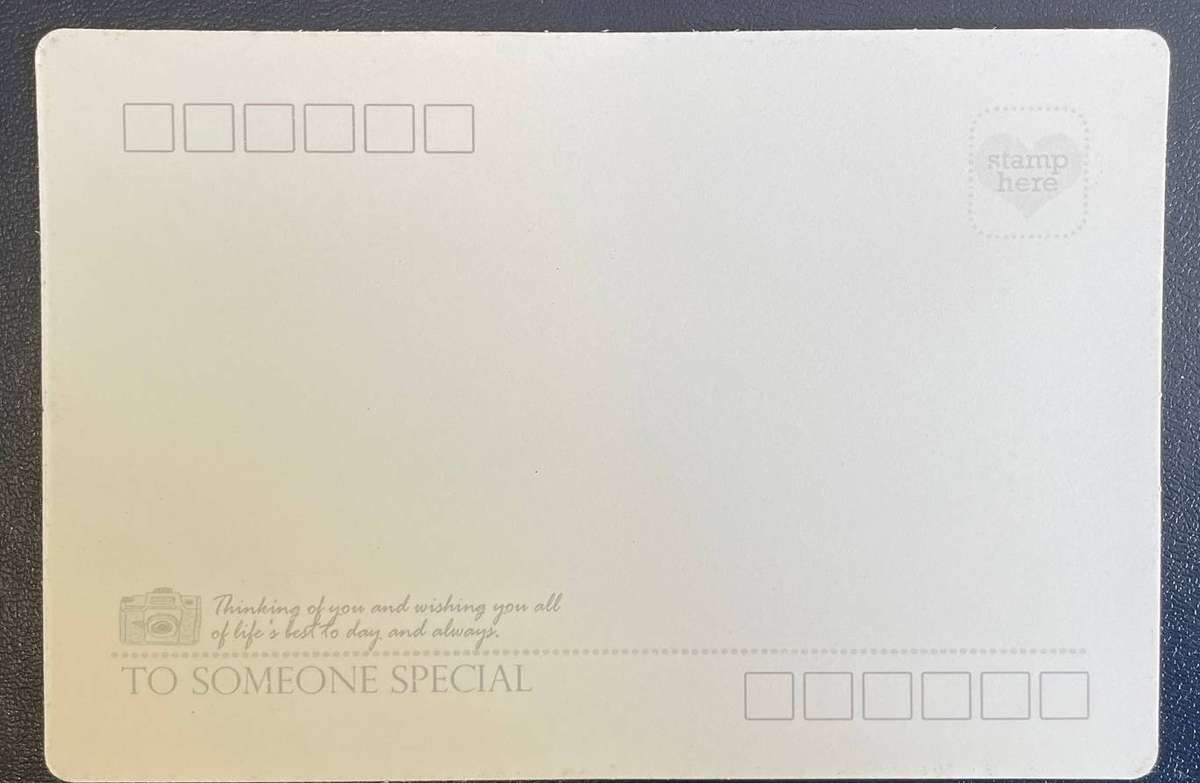 stamp
here
Thinking of you and wishing you all
of life's best to day and always.
TO SOMEONE SPECIAL